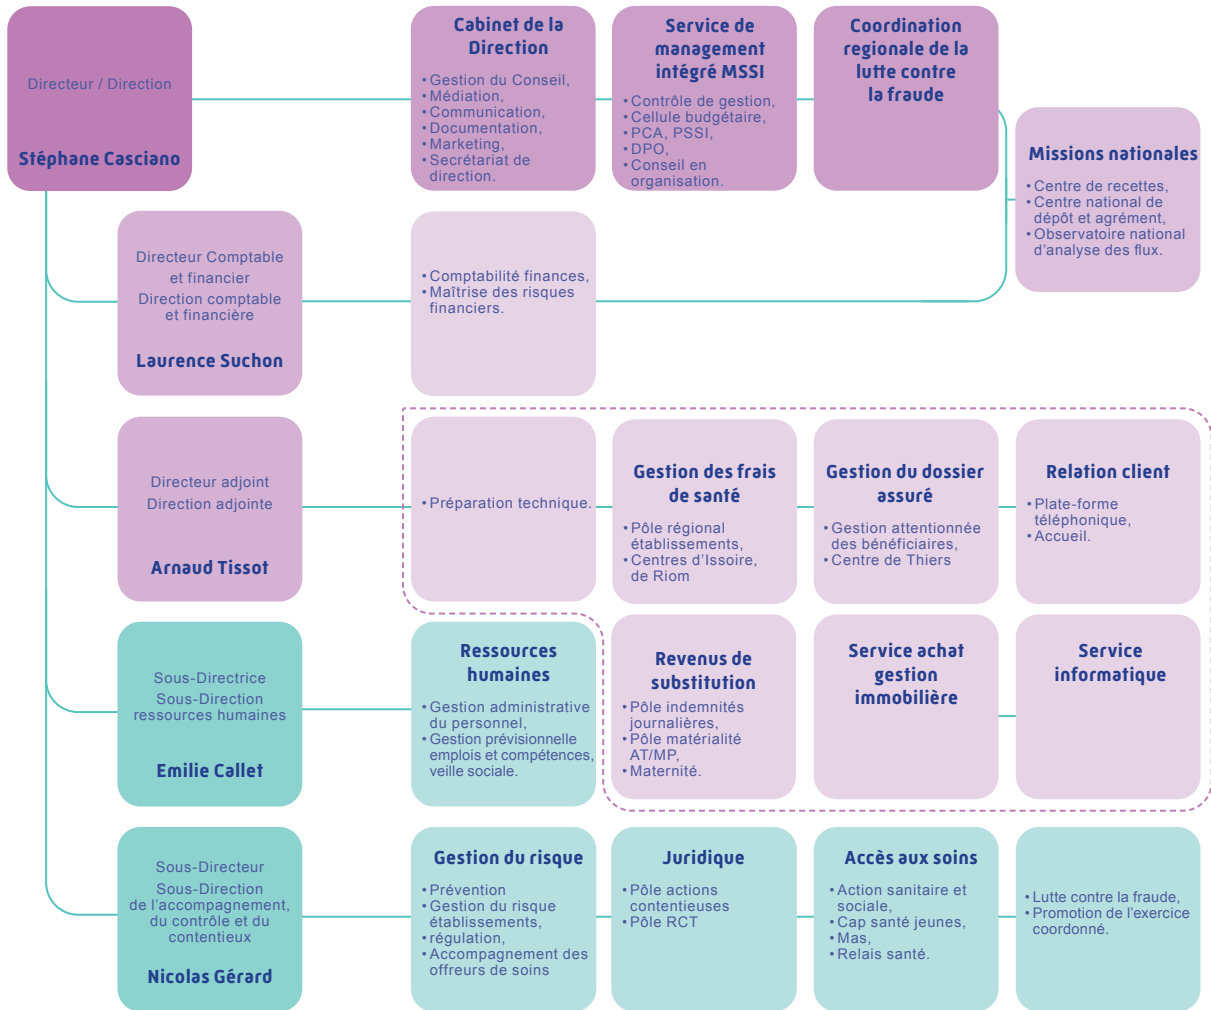 Directeur / Direction
Stéphane Casciano
Cabinet de la
Direction
• Gestion du Conseil,
• Médiation,
• Communication,
• Documentation,
• Marketing,
• Secrétariat de
direction.
Service de
management
intégré MSSI
• Contrôle de gestion,
• Cellule budgétaire,
• PCA, PSSI,
• DPO,
• Conseil en
organisation.
Coordination
regionale de la
lutte contre
la fraude
Missions nationales
• Centre de recettes,
• Centre national de
dépôt et agrément,
• Observatoire national
d'analyse des flux.
Directeur Comptable
et financier
Direction comptable
et financière
Laurence Suchon
• Comptabilité finances,
• Maîtrise des risques
financiers.
Directeur adjoint
Direction adjointe
Arnaud Tissot
• Préparation technique.
Gestion des frais
de santé
• Pôle régional
établissements,
• Centres d'Issoire,
de Riom
Gestion du dossier
assuré
• Gestion attentionnée
des bénéficiaires,
• Centre de Thiers
Relation client
• Plate-forme
téléphonique,
• Accueil.
Sous-Directrice
Sous-Direction
ressources humaines
Emilie Callet
Ressources
humaines
• Gestion administrative
du personnel,
• Gestion prévisionnelle
emplois et compétences,
veille sociale.
Revenus de
substitution
• Pôle indemnités
journalières,
• Pôle matérialité
AT/MP,
• Maternité.
Service achat
gestion
immobilière
Service
informatique
Sous-Directeur
Sous-Direction
de l'accompagnement,
du contrôle et du
contentieux
Nicolas Gérard
Gestion du risque
• Prévention
• Gestion du risque
établissements,
• régulation,
• Accompagnement des
offreurs de soins
Juridique
• Pôle actions
contentieuses
• Pôle RCT
Accès aux soins
• Action sanitaire et
sociale,
• Cap santé jeunes,
• Mas,
• Relais santé.
• Lutte contre la fraude,
• Promotion de l'exercice
coordonné.